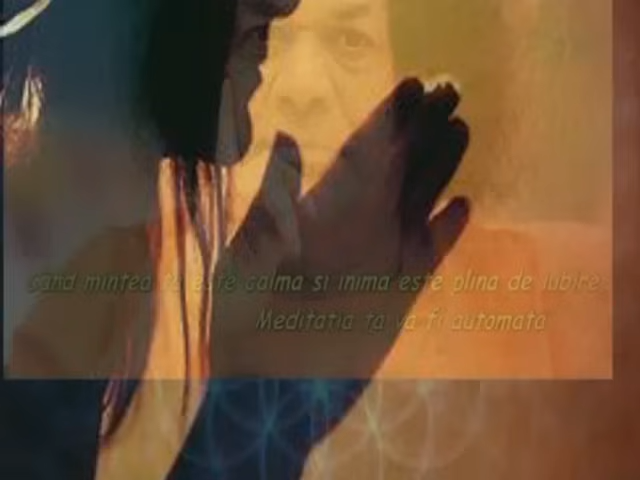 cand mintea ta este calma si inima este plina de iubire
Meditatia ta va fi automata